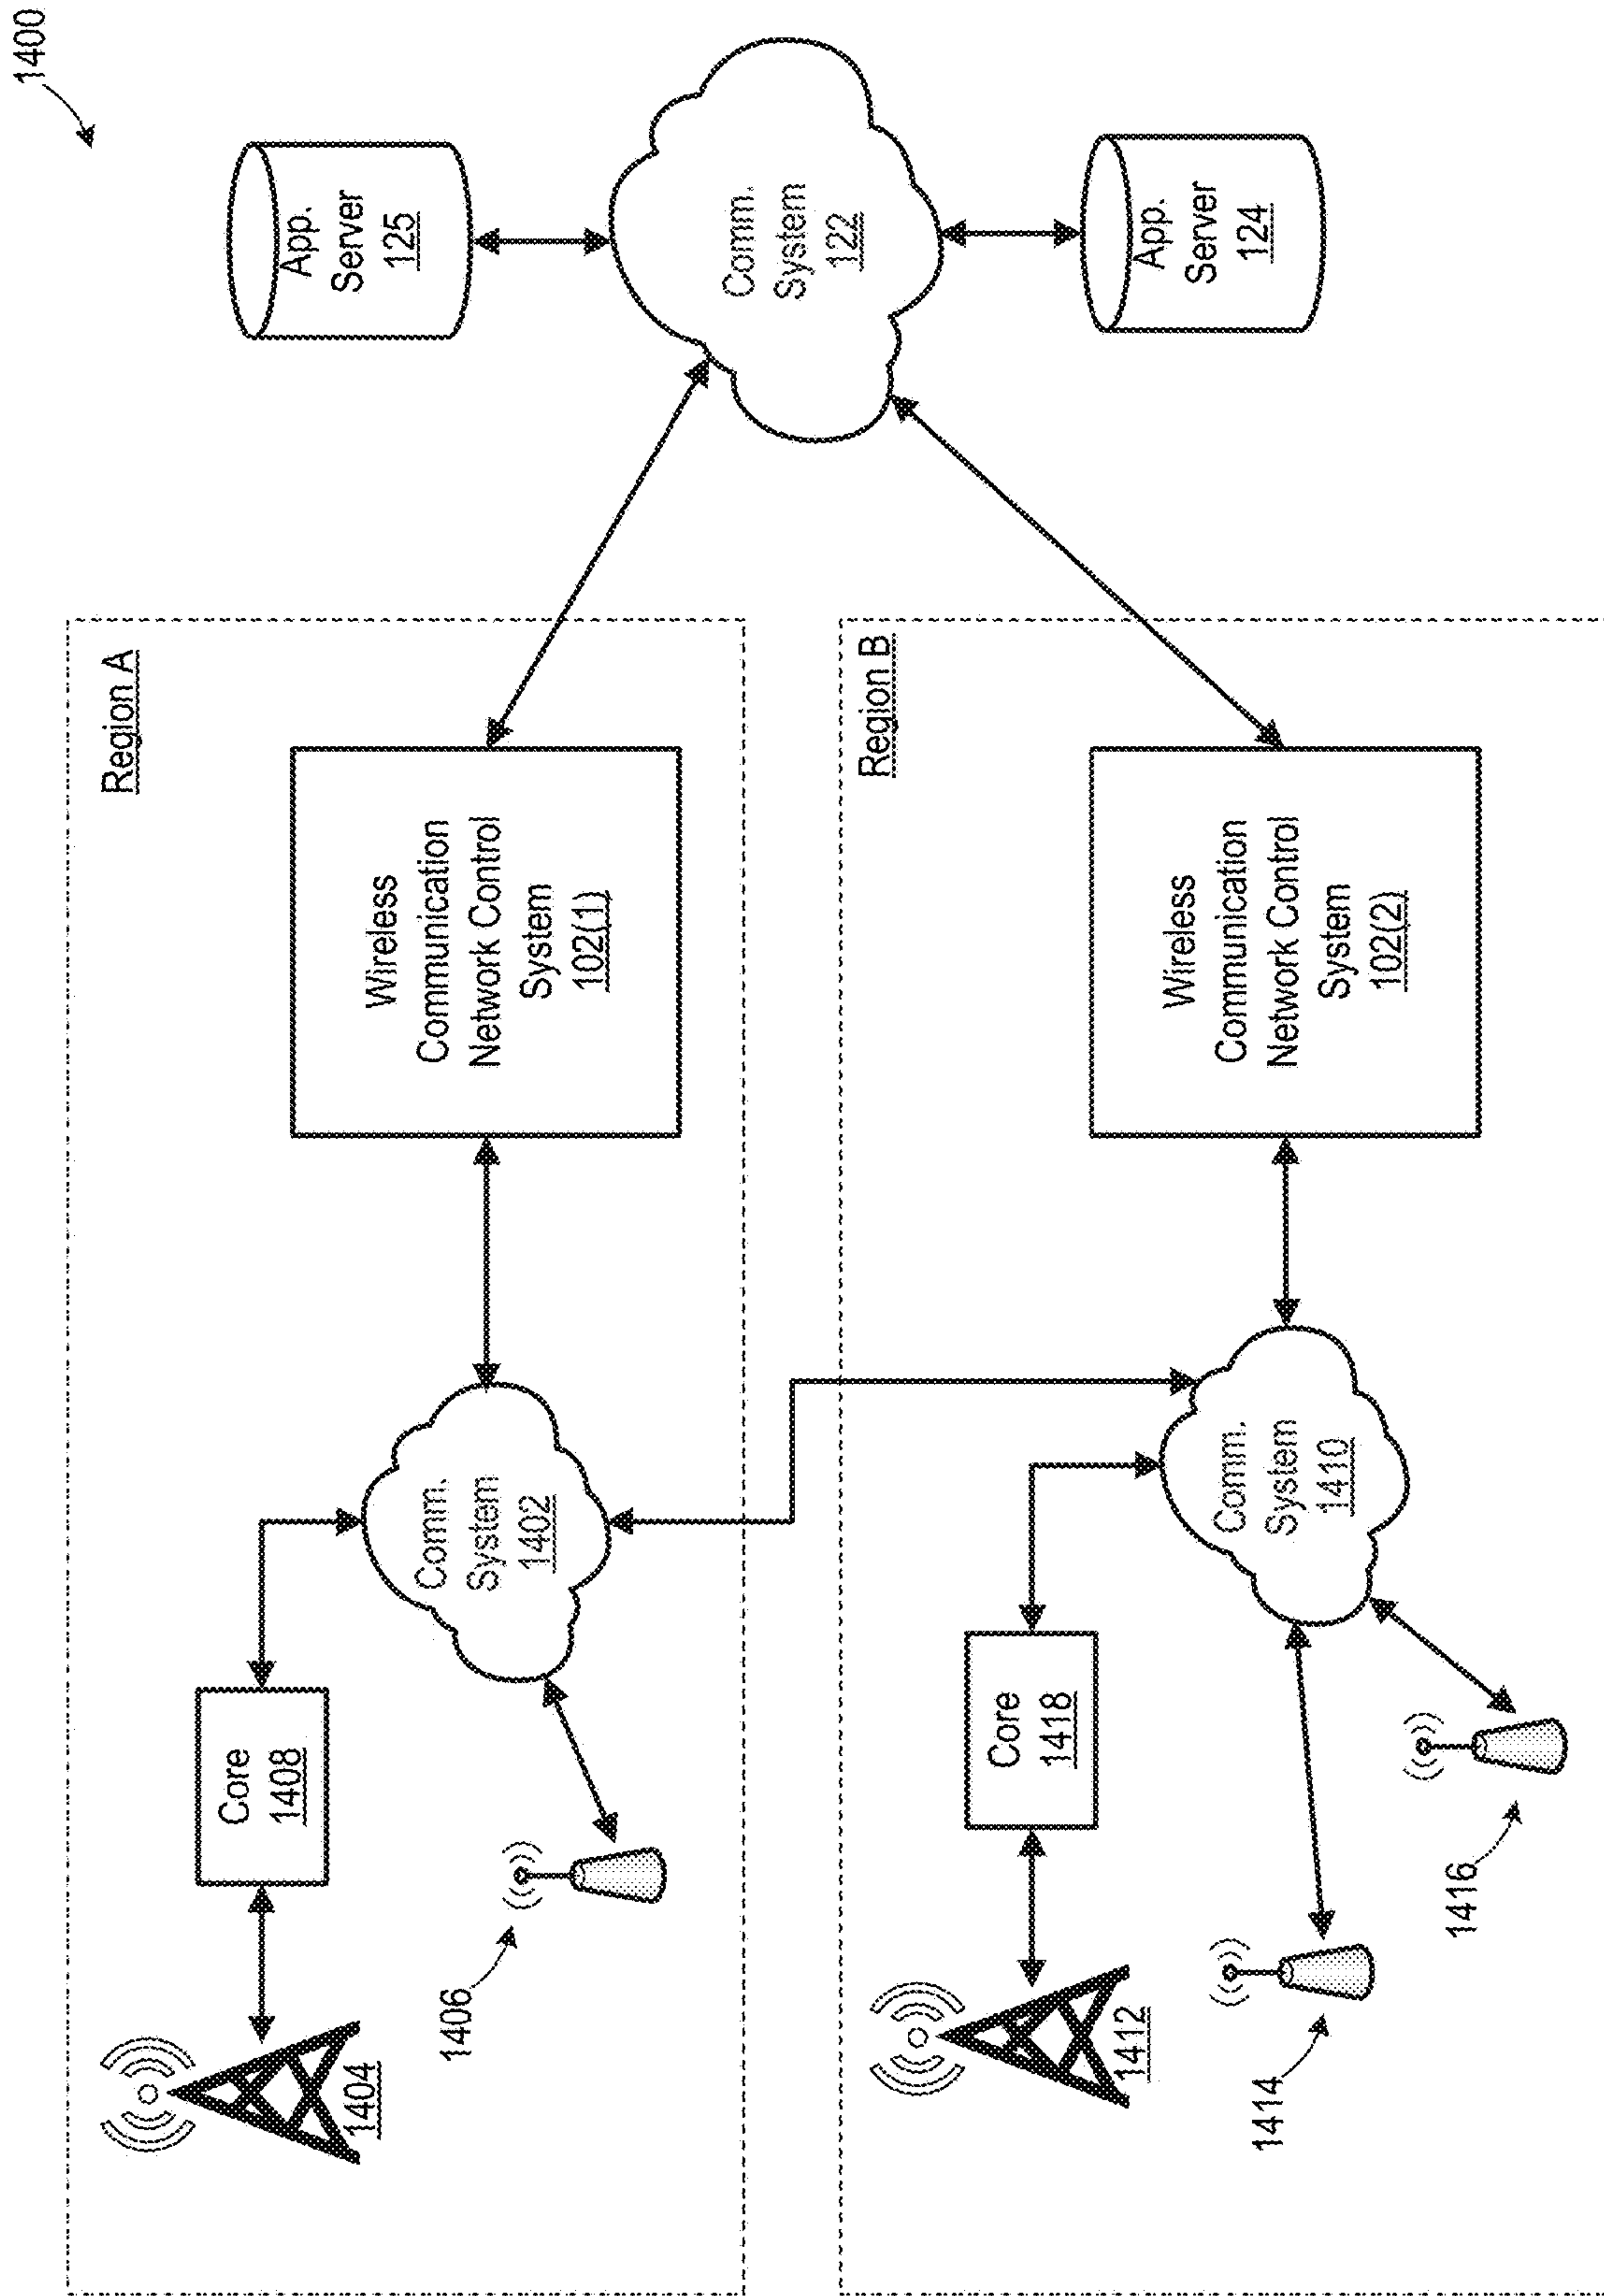 1400
App.
Server
125
Comm.
System
122
App.
Server
124
Region A
Wireless
Communication
Network Control
System
102(1)
Comm.
System
1402
Core
1408
1404
1406
Region B
Wireless
Communication
Network Control
System
102(2)
Comm.
System
1410
Core
1418
1412
1414
1416